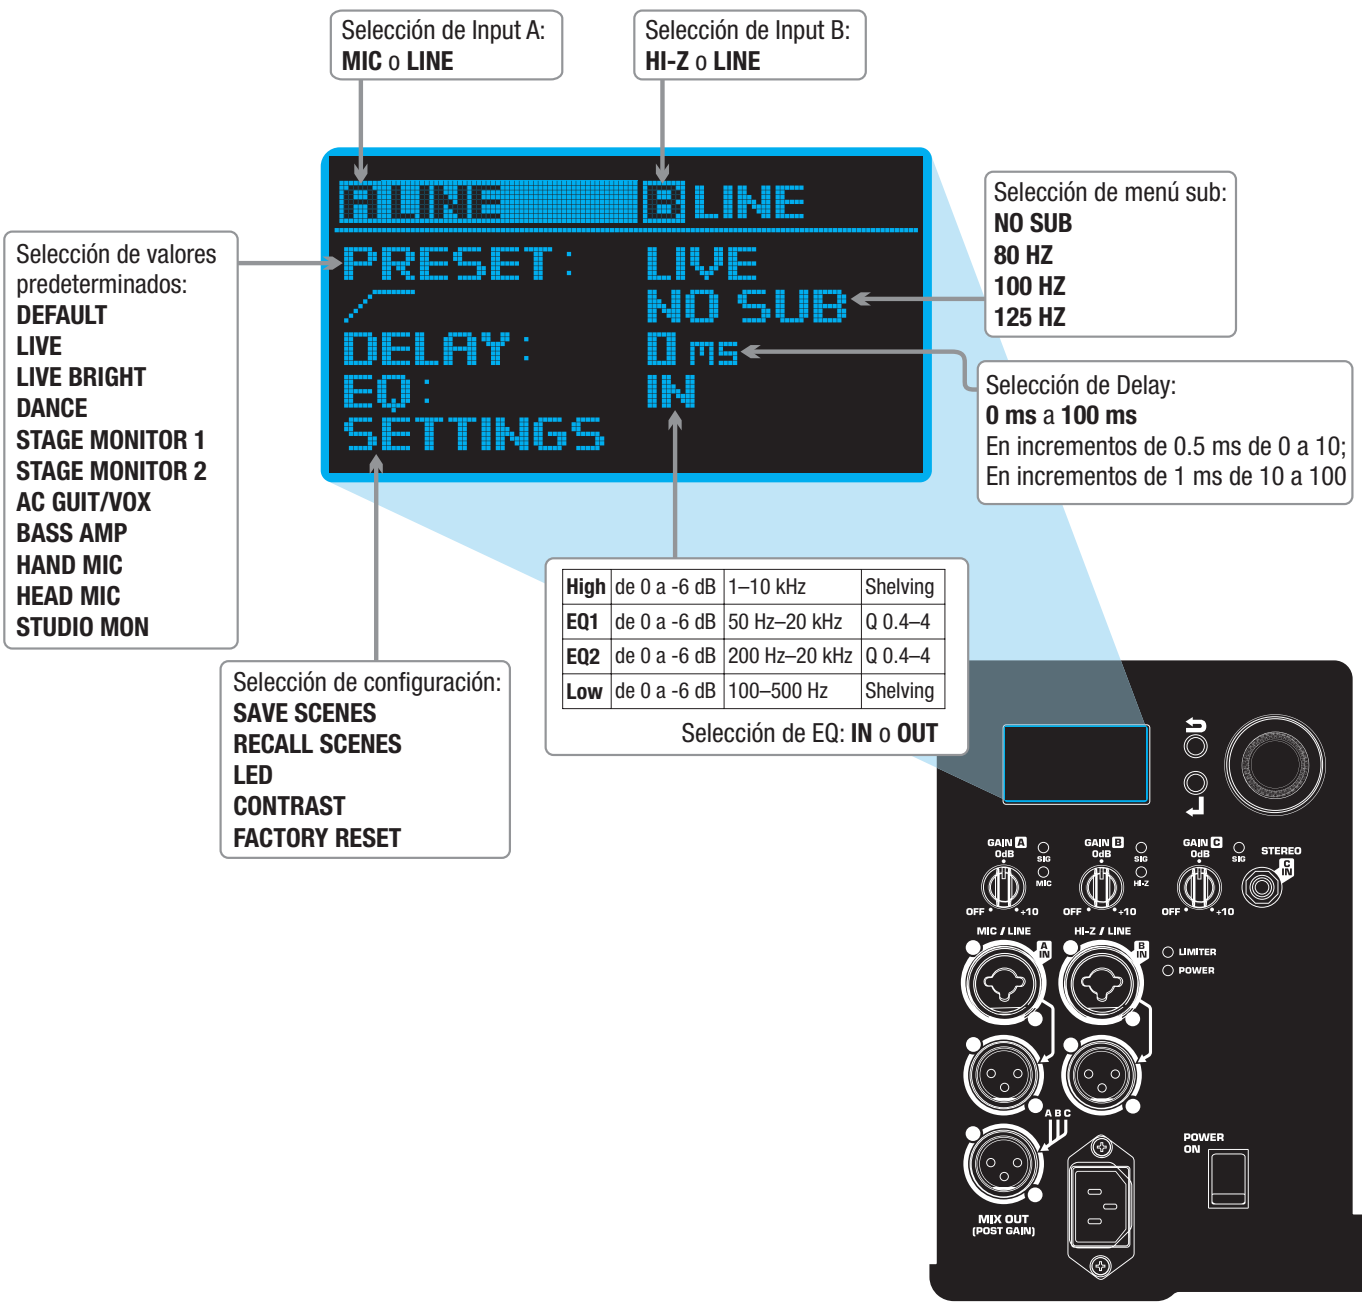 Selección de Input A:
MIC o LINE
Selección de Input B:
HI-Z o LINE
A LINE B LINE
PRESET: LIVE
NO SUB
DELAY: 0 ms
EQ: IN
SETTINGS
Selección de menú sub:
NO SUB
80 HZ
100 HZ
125 HZ
Selección de valores
predeterminados:
DEFAULT
LIVE
LIVE BRIGHT
DANCE
STAGE MONITOR 1
STAGE MONITOR 2
AC GUIT/VOX
BASS AMP
HAND MIC
HEAD MIC
STUDIO MON
Selección de Delay:
0 ms a 100 ms
En incrementos de 0.5 ms de 0 a 10;
En incrementos de 1 ms de 10 a 100
High de 0 a -6 dB 1–10 kHz Shelving
EQ1 de 0 a -6 dB 50 Hz–20 kHz Q 0.4–4
EQ2 de 0 a -6 dB 200 Hz–20 kHz Q 0.4–4
Low de 0 a -6 dB 100–500 Hz Shelving
Selección de EQ: IN o OUT
Selección de configuración:
SAVE SCENES
RECALL SCENES
LED
CONTRAST
FACTORY RESET
GAIN A
0dB
SIG
MIC
OFF +10
GAIN B
0dB
SIG
HI-Z
OFF +10
GAIN C
0dB
SIG
OFF +10
STEREO
C IN
MIC / LINE
A IN
HI-Z / LINE
B IN
LIMITER
POWER
A B C
MIX OUT
(POST GAIN)
POWER
ON